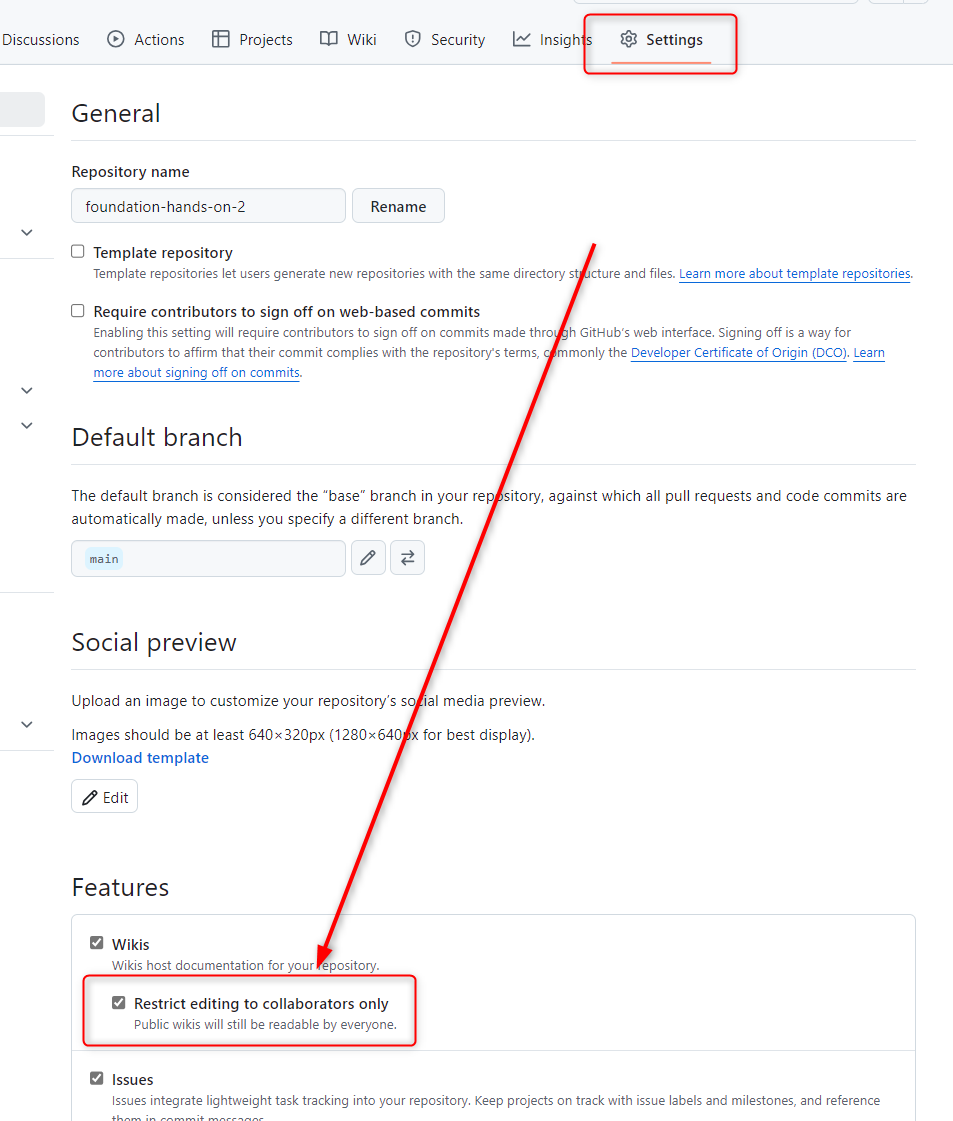 Discussions Actions Projects Wiki Security Insights Settings
General
Repository name
foundation-hands-on-2 Rename
Template repository
Template repositories let users generate new repositories with the same directory structure and files. Learn more about template repositories.
Require contributors to sign off on web-based commits
Enabling this setting will require contributors to sign off on commits made through GitHub's web interface. Signing off is a way for
contributors to affirm that their commit complies with the repository's terms, commonly the Developer Certificate of Origin (DCO). Learn
more about signing off on commits.
Default branch
The default branch is considered the “base” branch in your repository, against which all pull requests and code commits are
automatically made, unless you specify a different branch.
main
Social preview
Upload an image to customize your repository's social media preview.
Images should be at least 640×320px (1280×640px for best display).
Download template
Edit
Features
Wikis
Wikis host documentation for your repository.
Restrict editing to collaborators only
Public wikis will still be readable by everyone.
Issues
Issues integrate lightweight task tracking into your repository. Keep projects on track with issue labels and milestones, and reference
them in commit messages.